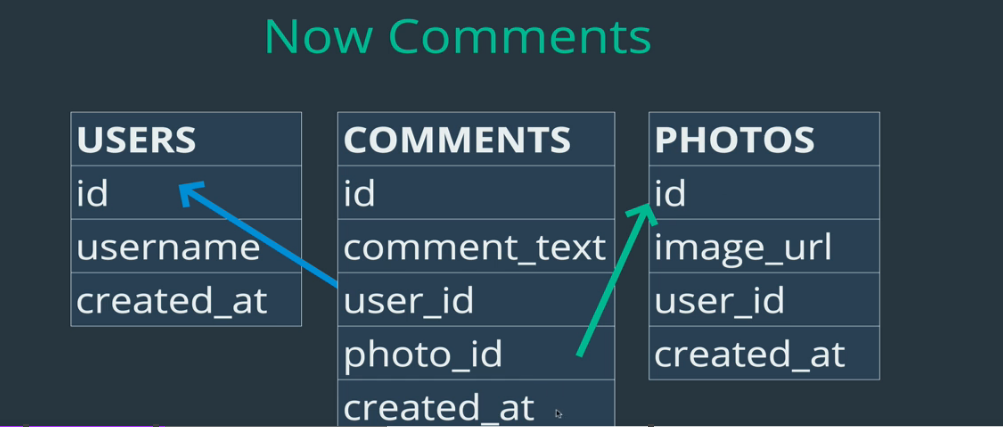 Now Comments
USERS
id
username
created_at
COMMENTS
id
comment_text
user_id
photo_id
created_at
PHOTOS
id
image_url
user_id
created_at